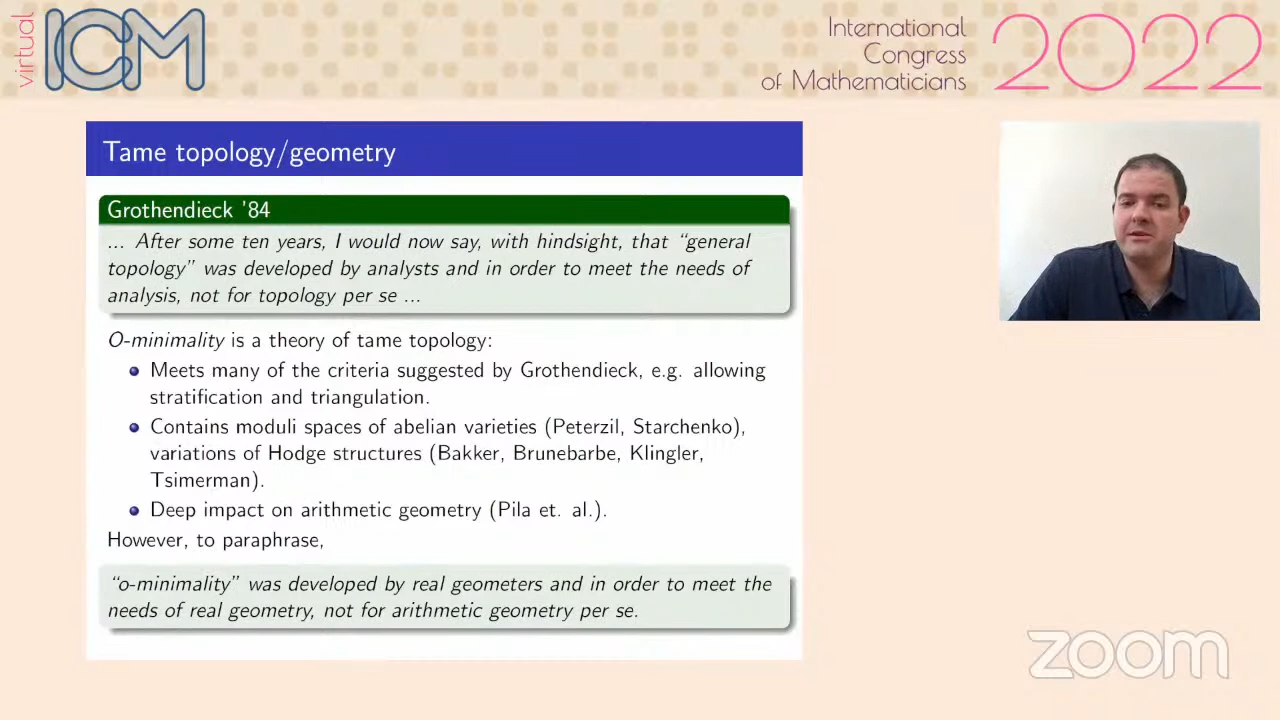 virtual
ICM
International
Congress
of Mathematicians
2022
Tame topology/geometry
Grothendieck '84
... After some ten years, I would now say, with hindsight, that “general
topology” was developed by analysts and in order to meet the needs of
analysis, not for topology per se ...
O-minimality is a theory of tame topology:
Meets many of the criteria suggested by Grothendieck, e.g. allowing
stratification and triangulation.
Contains moduli spaces of abelian varieties (Peterzil, Starchenko),
variations of Hodge structures (Bakker, Brunebarbe, Klingler,
Tsimerman).
Deep impact on arithmetic geometry (Pila et. al.).
However, to paraphrase,
“o-minimality” was developed by real geometers and in order to meet the
needs of real geometry, not for arithmetic geometry per se.
zoom